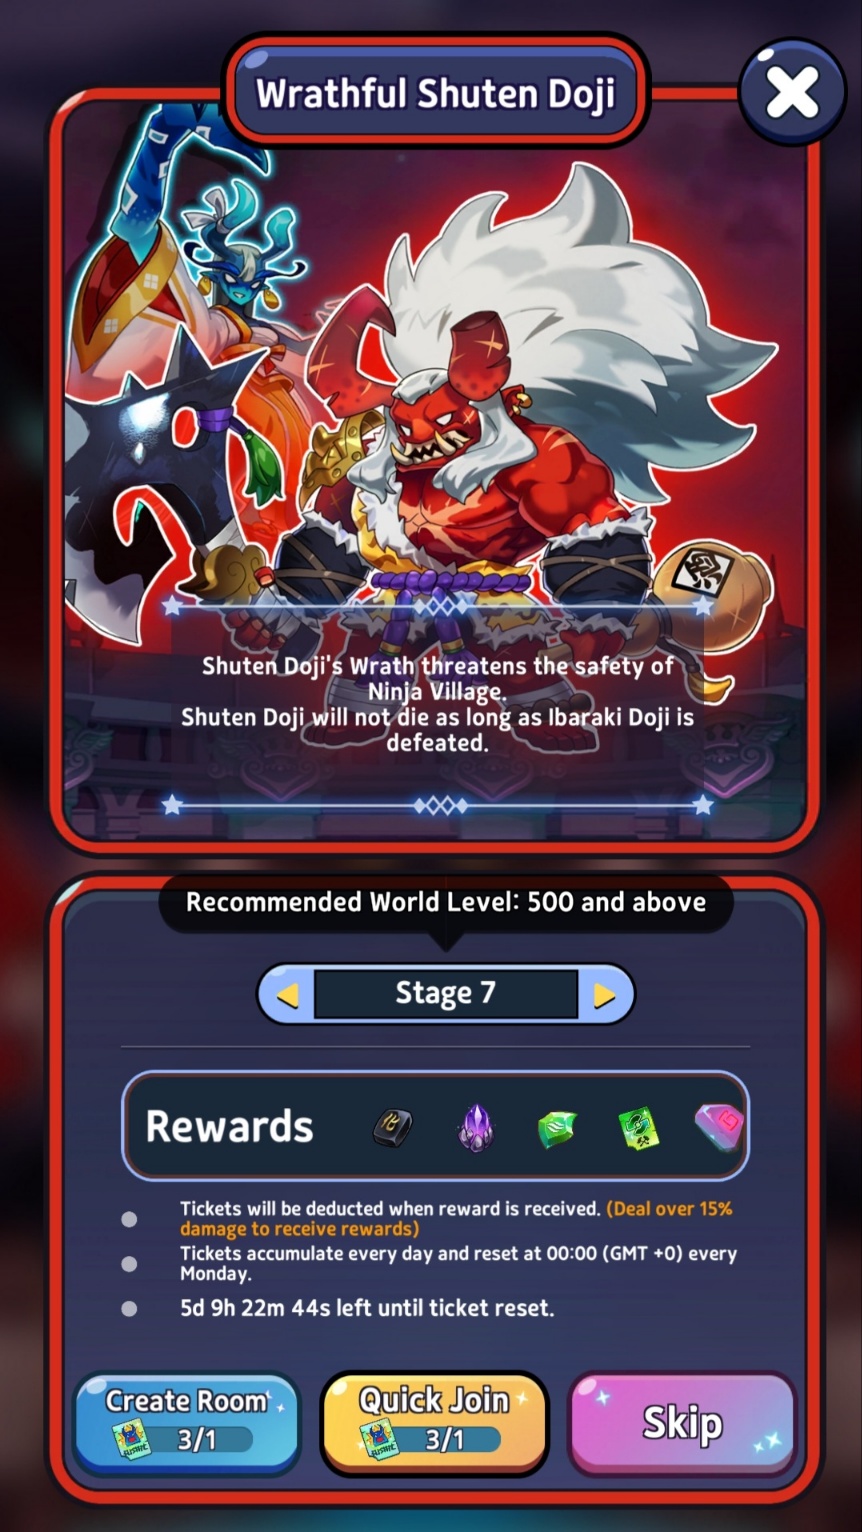 Wrathful Shuten Doji
Shuten Doji's Wrath threatens the safety of
Ninja Village.
Shuten Doji will not die as long as Ibaraki Doji is
defeated.
Recommended World Level: 500 and above
Stage 7
Rewards
Tickets will be deducted when reward is received. (Deal over 15%
damage to receive rewards)
Tickets accumulate every day and reset at 00:00 (GMT +0) every
Monday.
5d 9h 22m 44s left until ticket reset.
Create Room
3/1
Quick Join
3/1
Skip